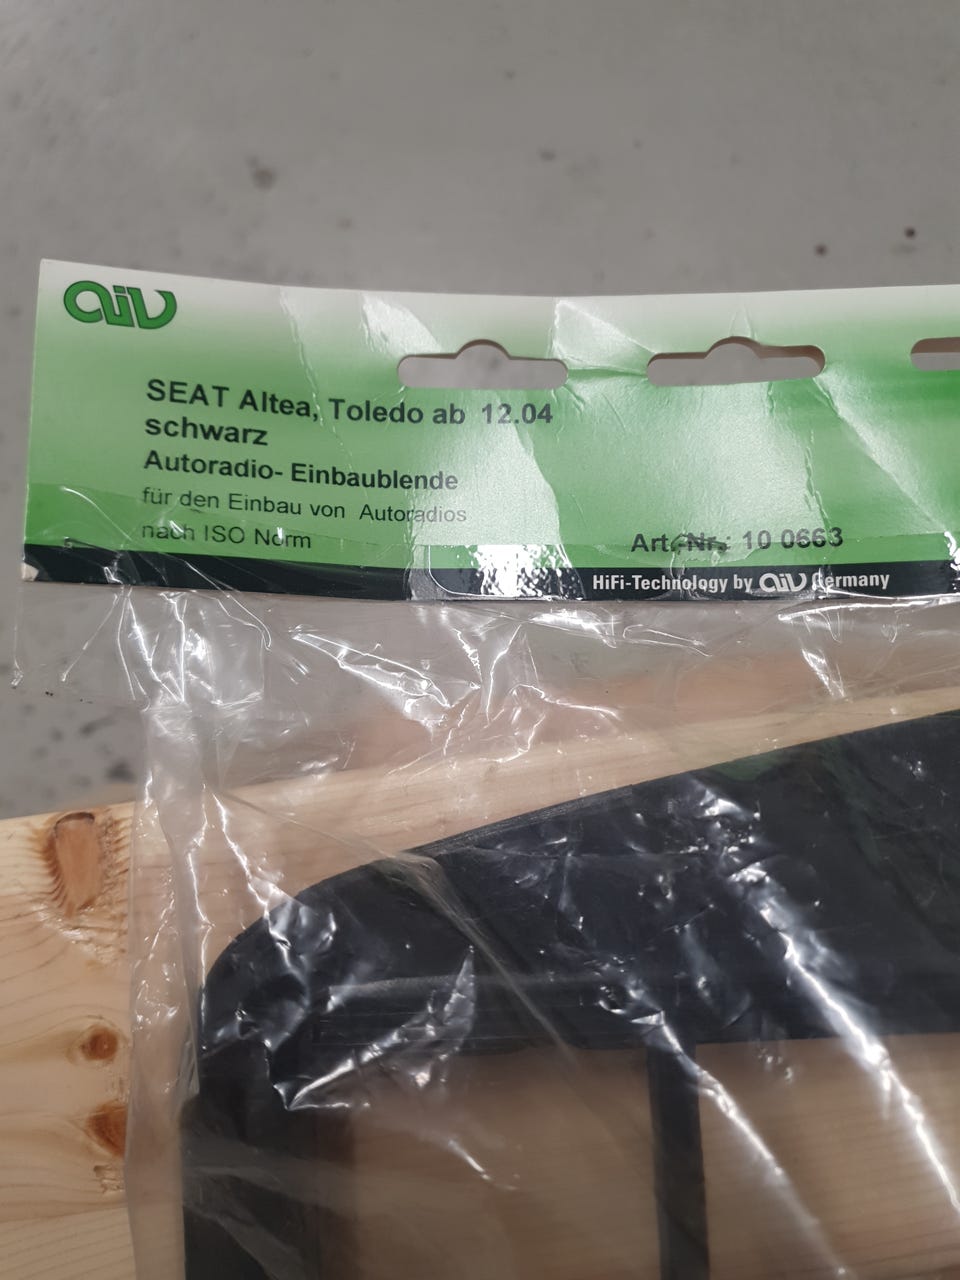 aiv
SEAT Altea, Toledo ab 12.04
schwarz
Autoradio- Einbaublende
für den Einbau von Autoradios
nach ISO Norm
Art.-Nr.: 10 0663
HiFi-Technology by aiv Germany